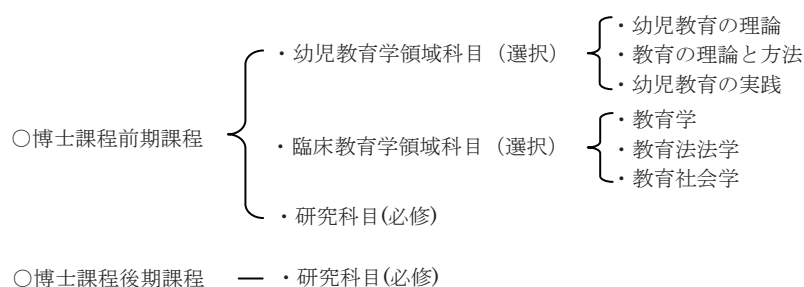 ・幼児教育の理論
・幼児教育学領域科目（選択）
・教育の理論と方法
・幼児教育の実践
・教育学
○博士課程前期課程
・臨床教育学領域科目（選択）
・教育法法学
・教育社会学
・研究科目(必修)
○博士課程後期課程 ― ・研究科目(必修)